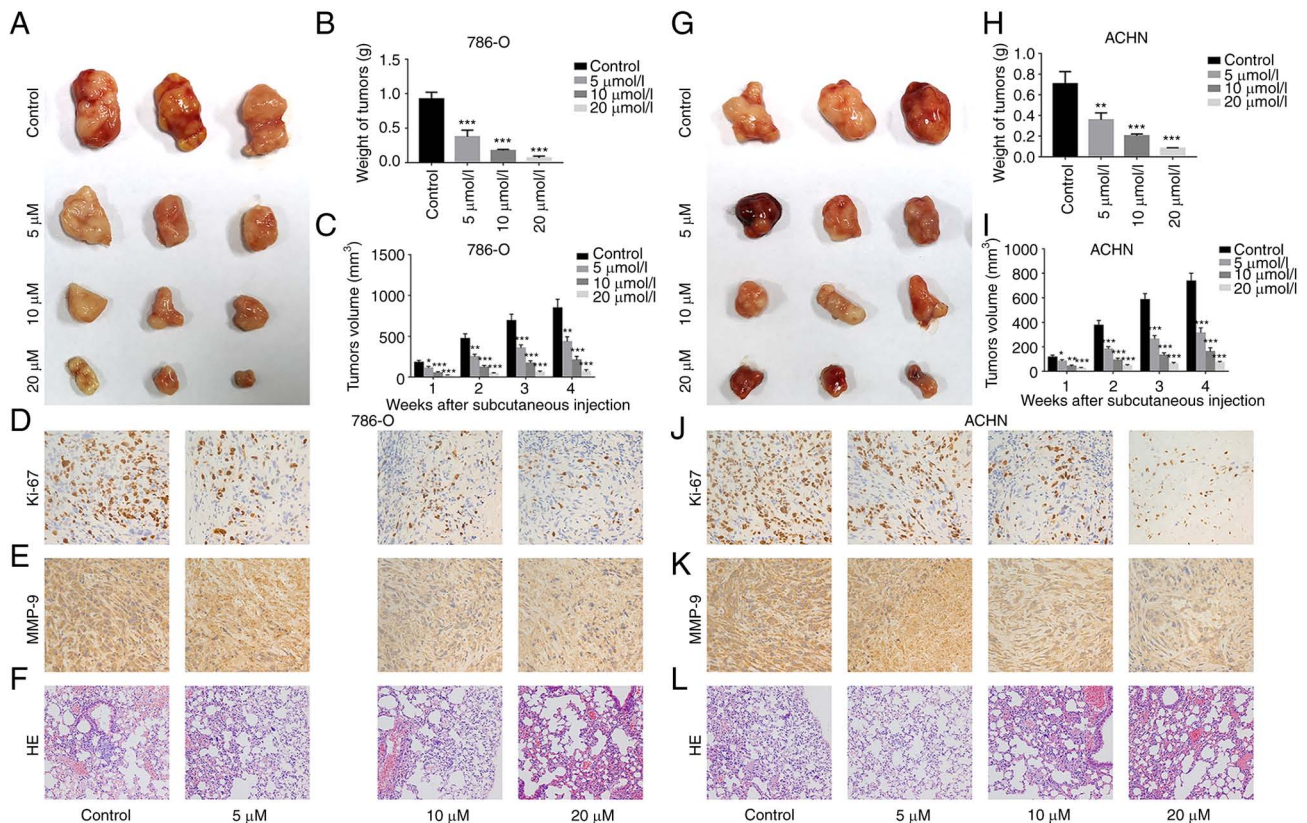 A
Control
5 μM
10 μM
20 μM
B
786-O
Weight of tumors (g)
1.5
1.0
0.5
0.0
***
***
***
Control
5 μmol/l
10 μmol/l
20 μmol/l
Control
5 μmol/l
10 μmol/l
20 μmol/l
C
786-O
Tumors volume (mm³)
1500
1000
500
0
* *** ***
** *** ***
*** *** ***
** *** ***
Control
5 μmol/l
10 μmol/l
20 μmol/l
1 2 3 4
Weeks after subcutaneous injection
G
Control
5 μM
10 μM
20 μM
H
ACHN
Weight of tumors (g)
1.0
0.8
0.6
0.4
0.2
0.0
**
***
***
Control
5 μmol/l
10 μmol/l
20 μmol/l
Control
5 μmol/l
10 μmol/l
20 μmol/l
I
ACHN
Tumors volume (mm³)
1000
800
600
400
200
0
* ** ***
*** *** ***
*** *** ***
*** *** ***
Control
5 μmol/l
10 μmol/l
20 μmol/l
1 2 3 4
Weeks after subcutaneous injection
786-O
D
Ki-67
E
MMP-9
F
HE
Control 5 μM 10 μM 20 μM
ACHN
J
Ki-67
K
MMP-9
L
HE
Control 5 μM 10 μM 20 μM